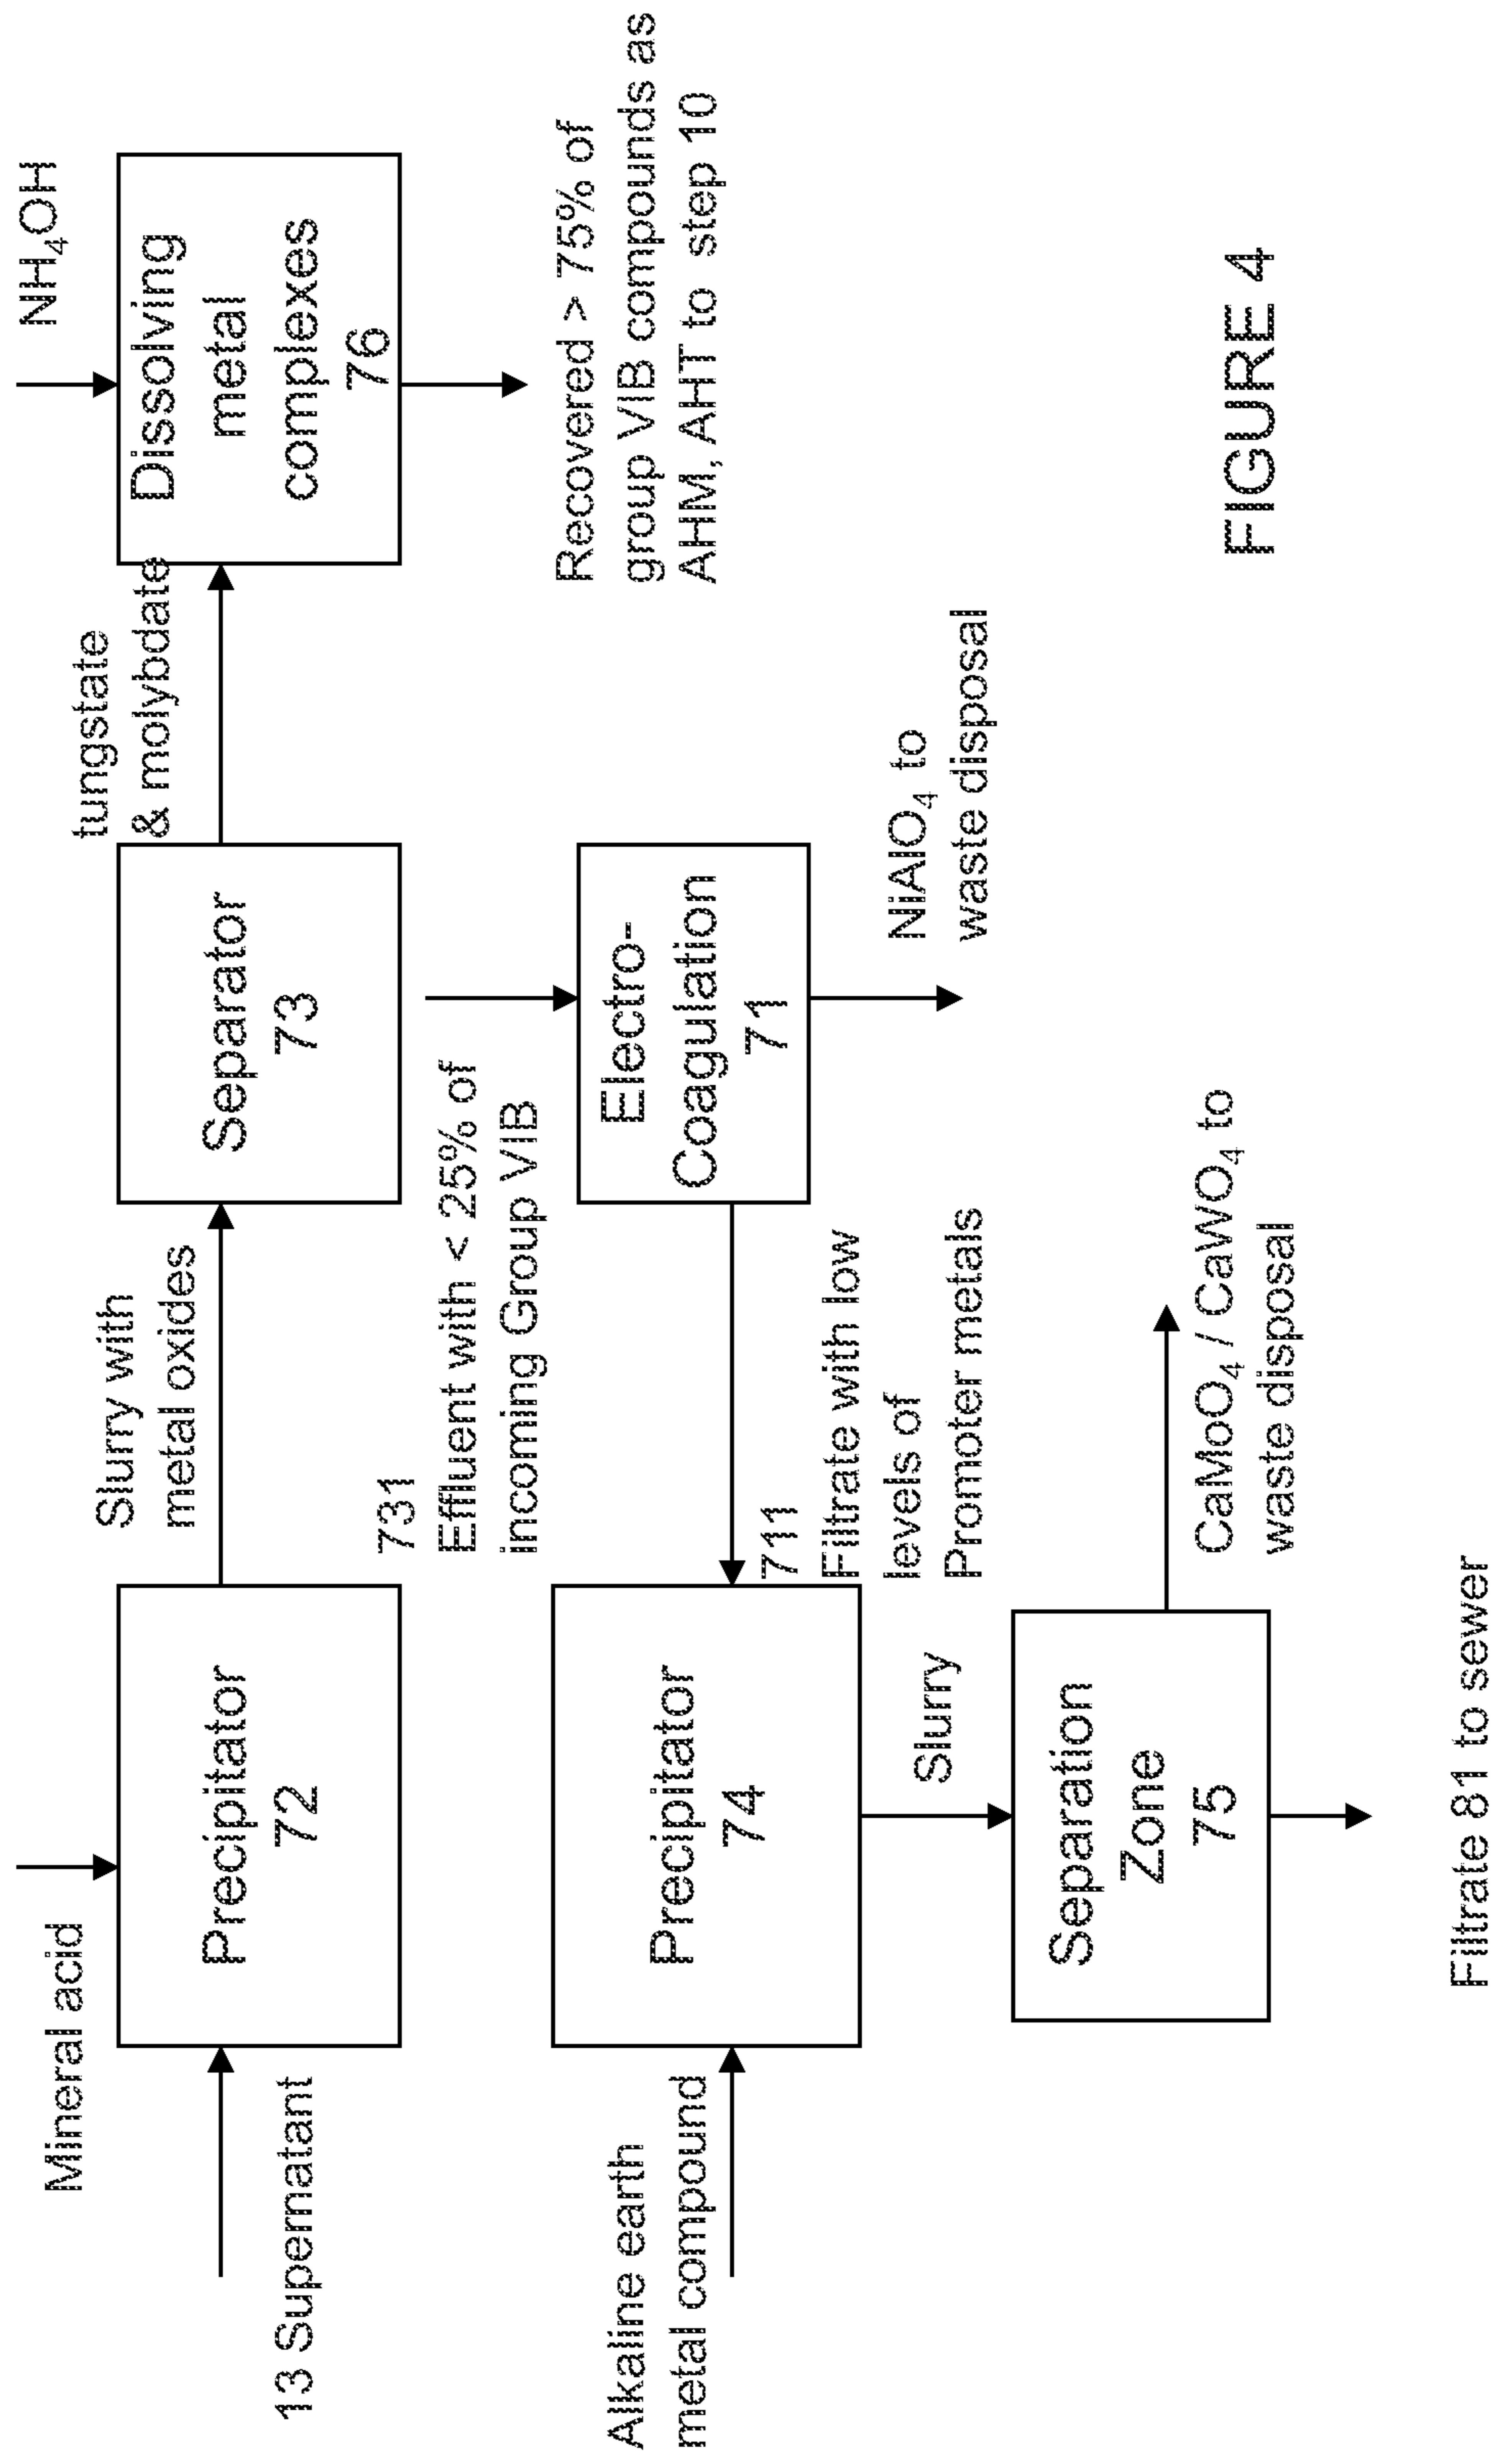 Mineral acid
NH4OH
13 Supernatant
Precipitator
72
Slurry with
metal oxides
Separator
73
tungstate
& molybdate
Dissolving
metal
complexes
76
731
Effluent with < 25% of
incoming Group VIB
Recovered > 75% of
group VIB compounds as
AHM, AHT to step 10
Alkaline earth
metal compound
Precipitator
74
711
Filtrate with low
levels of
Promoter metals
Electro-
Coagulation
71
NiAlO4 to
waste disposal
Slurry
Separation
Zone
75
CaMoO4 / CaWO4 to
waste disposal
Filtrate 81 to sewer
FIGURE 4